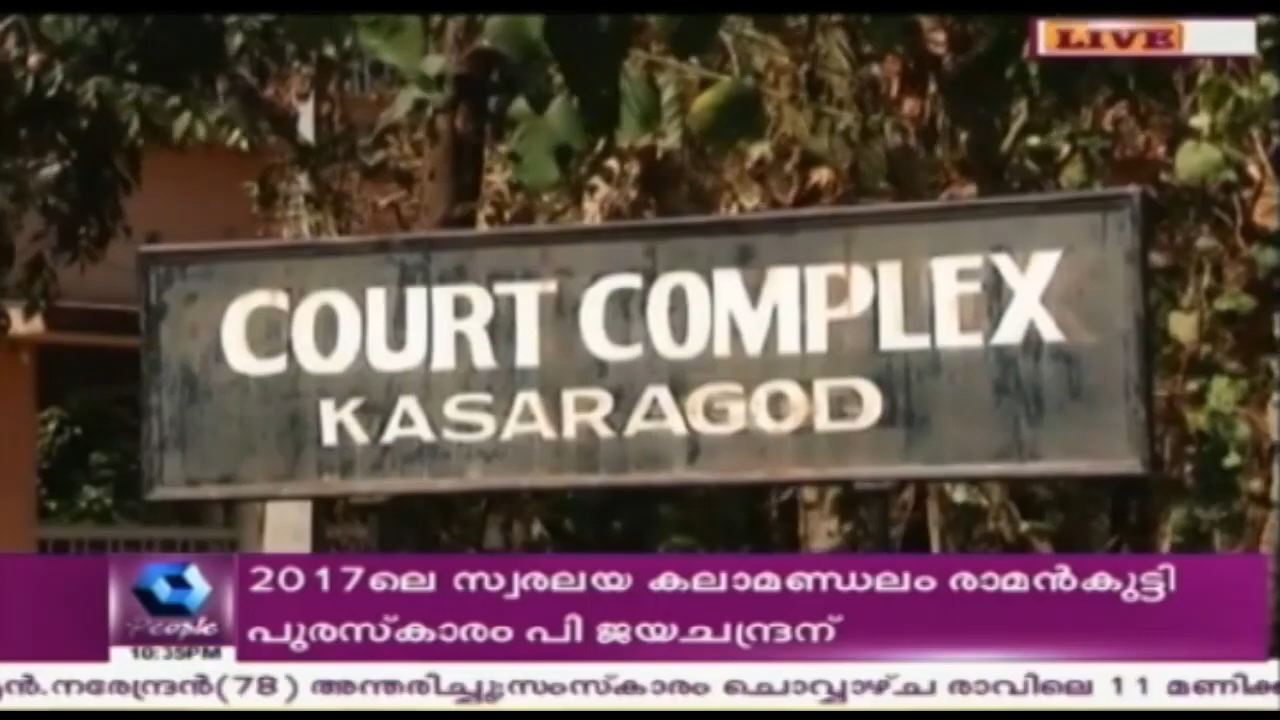 LIVE
COURT COMPLEX
KASARAGOD
2017ലെ സ്വരലയ കലാമണ്ഡലം രാമൻകുട്ടി
പുരസ്കാരം പി ജയചന്ദ്രന്
People
10:35PM
നരേന്ദ്രൻ(78) അന്തരിച്ചു;സംസ്കാരം ചൊവ്വാഴ്ച രാവിലെ 11